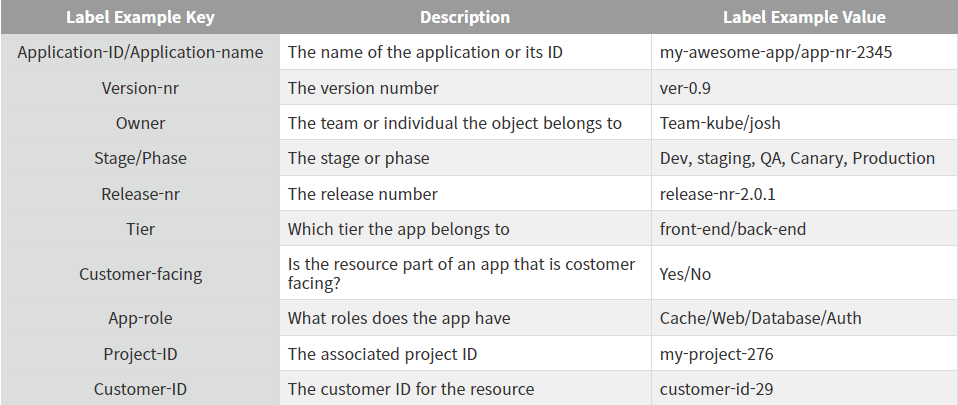 Label Example Key Description Label Example Value
Application-ID/Application-name The name of the application or its ID my-awesome-app/app-nr-2345
Version-nr The version number ver-0.9
Owner The team or individual the object belongs to Team-kube/josh
Stage/Phase The stage or phase Dev, staging, QA, Canary, Production
Release-nr The release number release-nr-2.0.1
Tier Which tier the app belongs to front-end/back-end
Customer-facing Is the resource part of an app that is costomer
facing? Yes/No
App-role What roles does the app have Cache/Web/Database/Auth
Project-ID The associated project ID my-project-276
Customer-ID The customer ID for the resource customer-id-29